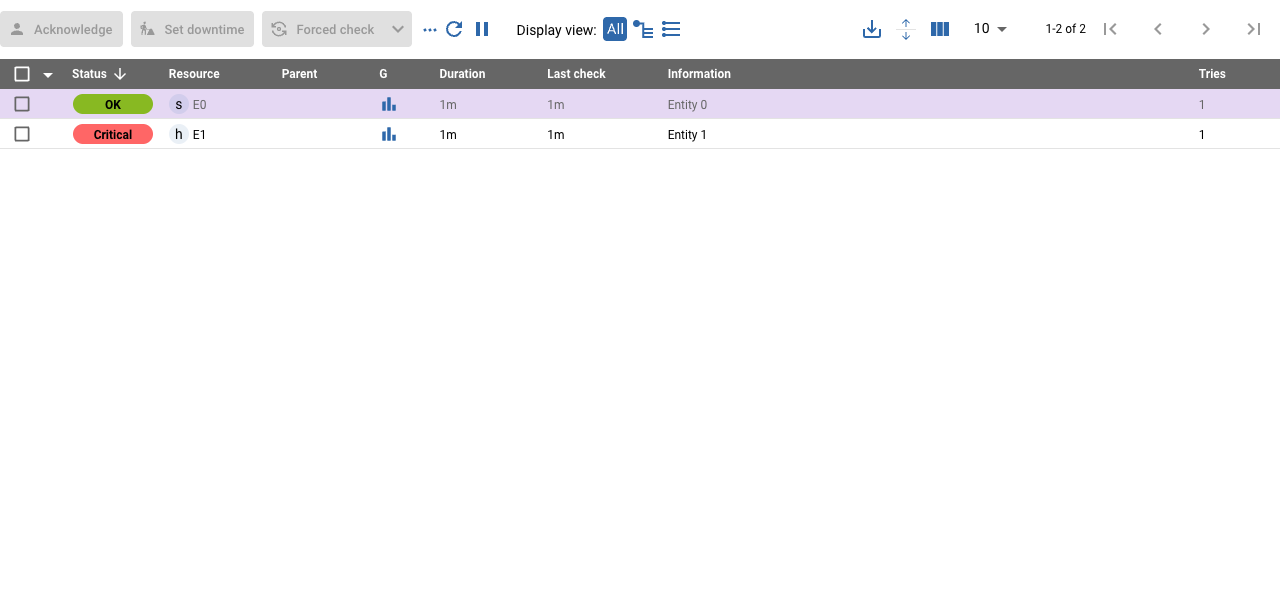 Acknowledge Set downtime Forced check Display view: All 10 1-2 of 2
Status Resource Parent G Duration Last check Information Tries
OK s E0 1m 1m Entity 0 1
Critical h E1 1m 1m Entity 1 1